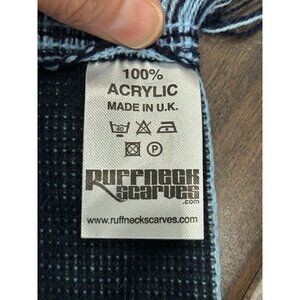 100%
ACRYLIC
MADE IN U.K.
P
RUFFNECK
SCARVES
.com
www.ruffneckscarves.com